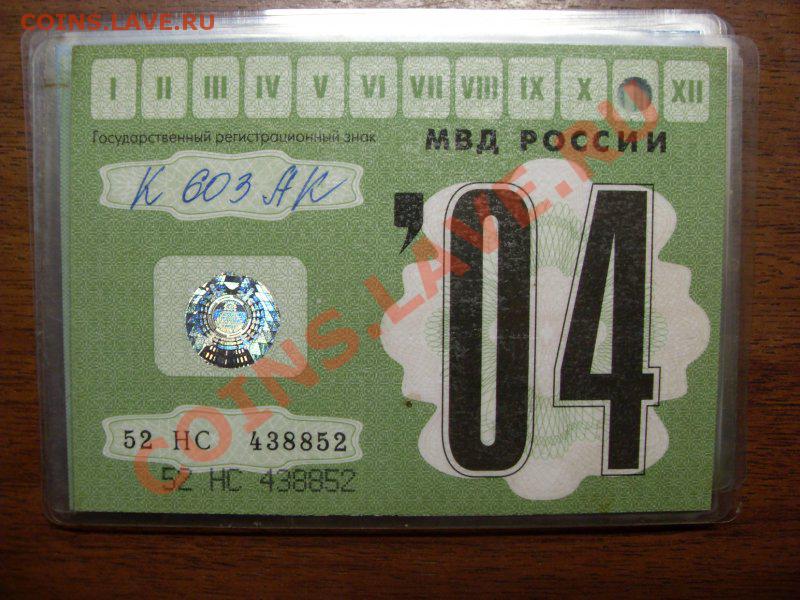 COINS.LAVE.RU
I II III IV V VI VII VIII IX X XII
Государственный регистрационный знак
МВД РОССИИ
К 603 АК
'04
52 НС 438852
52 НС 438852
COINS.LAVE.RU